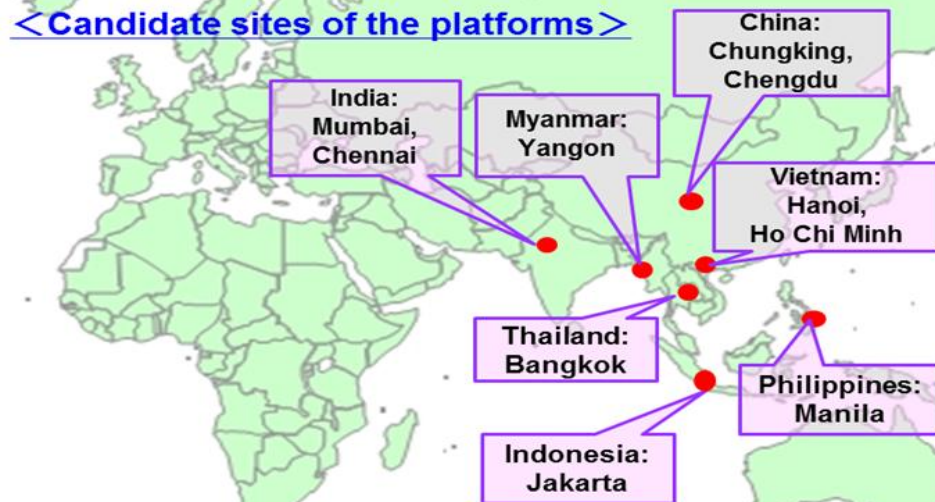 ＜Candidate sites of the platforms＞
China:
Chungking,
Chengdu
India:
Mumbai,
Chennai
Myanmar:
Yangon
Vietnam:
Hanoi,
Ho Chi Minh
Thailand:
Bangkok
Philippines:
Manila
Indonesia:
Jakarta